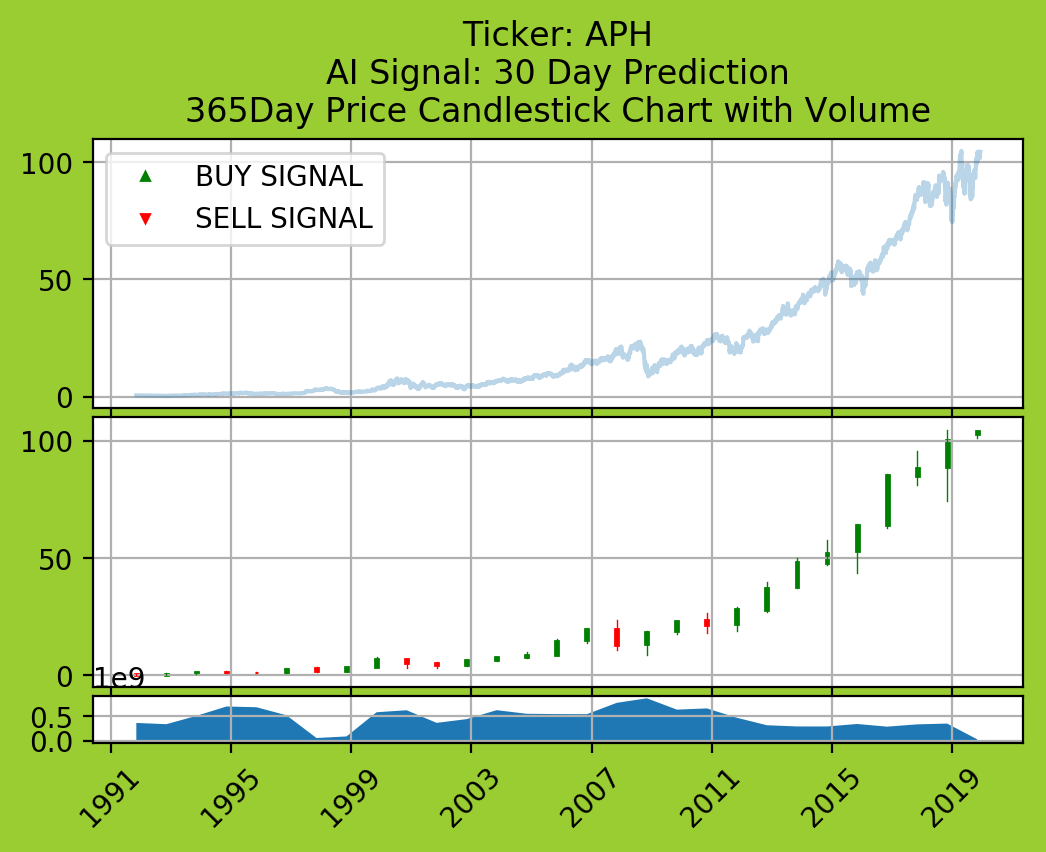 Ticker: APH
AI Signal: 30 Day Prediction
365Day Price Candlestick Chart with Volume
BUY SIGNAL
SELL SIGNAL
100
50
0
100
50
0
1e9
0.5
0.0
1991 1995 1999 2003 2007 2011 2015 2019